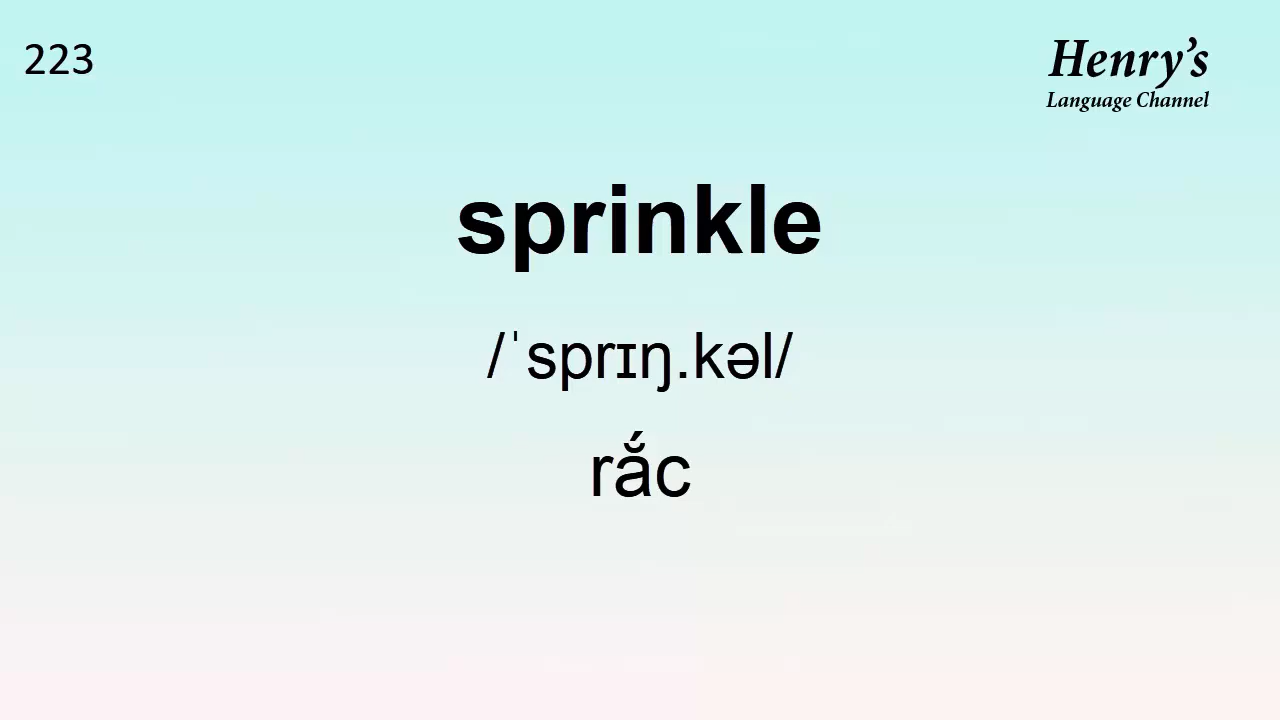 223
Henry's
Language Channel
sprinkle
/ˈsprɪŋ.kəl/
rắc